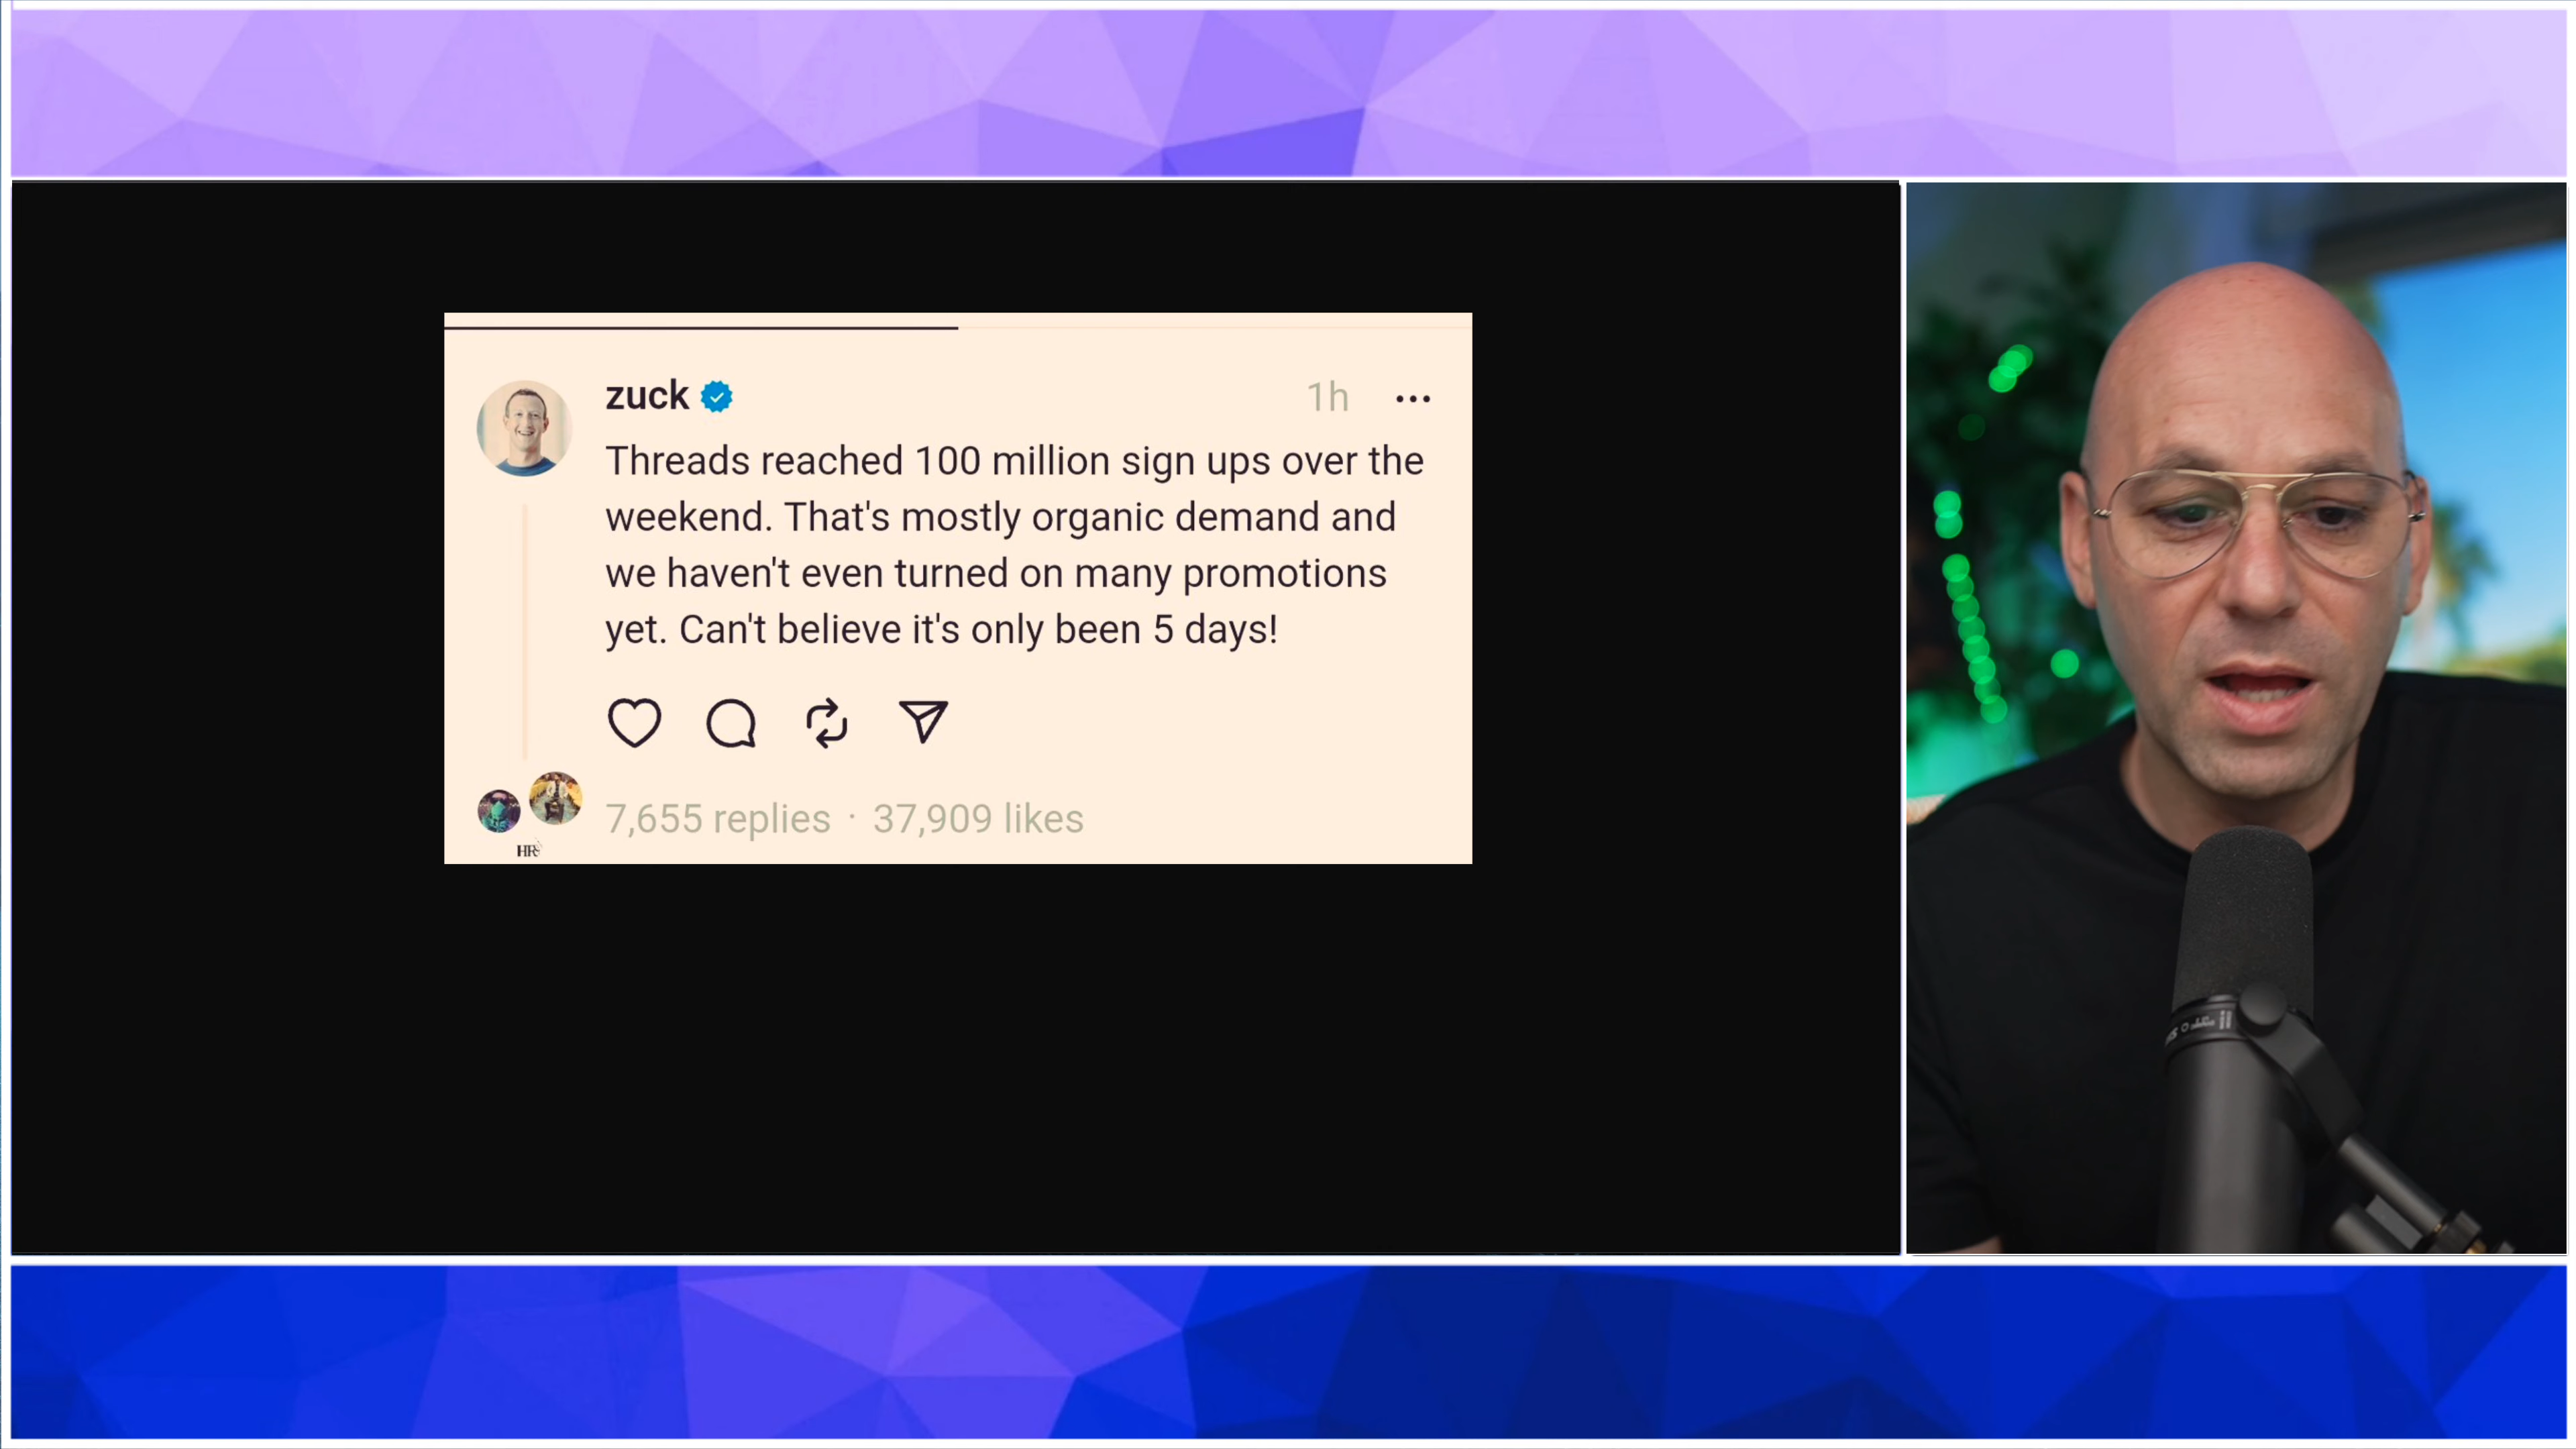 zuck
1h
Threads reached 100 million sign ups over the
weekend. That's mostly organic demand and
we haven't even turned on many promotions
yet. Can't believe it's only been 5 days!
7,655 replies · 37,909 likes
HR